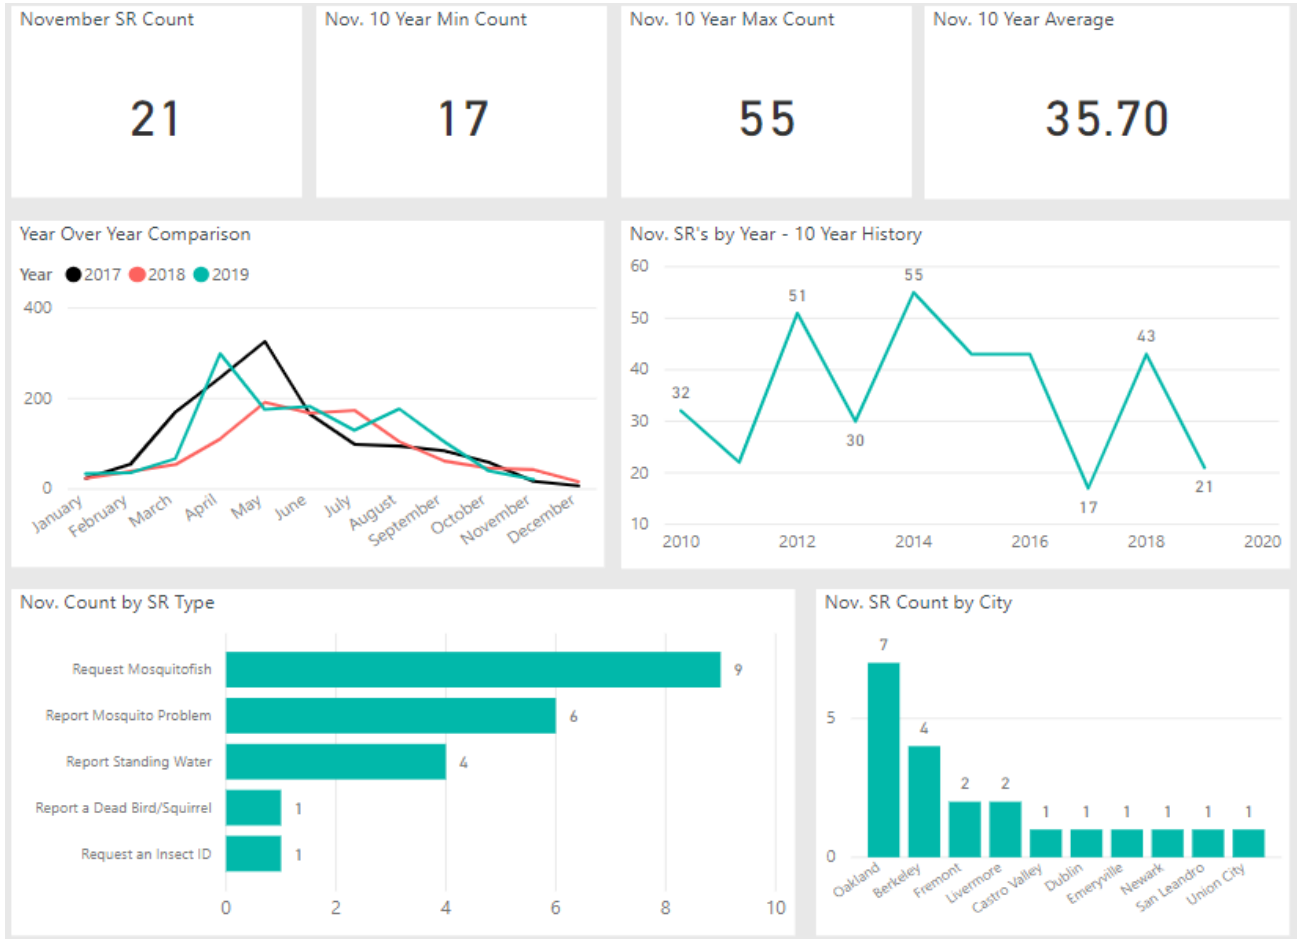 November SR Count
21
Nov. 10 Year Min Count
17
Nov. 10 Year Max Count
55
Nov. 10 Year Average
35.70
Year Over Year Comparison
Year 2017 2018 2019
400
200
0
January February March April May June July August September October November December
Nov. SR's by Year - 10 Year History
60
50
40
30
20
10
32
51
30
55
17
43
21
2010 2012 2014 2016 2018 2020
Nov. Count by SR Type
Request Mosquitofish 9
Report Mosquito Problem 6
Report Standing Water 4
Report a Dead Bird/Squirrel 1
Request an Insect ID 1
0 2 4 6 8 10
Nov. SR Count by City
5
0
7 4 2 2 1 1 1 1 1 1
Oakland Berkeley Fremont Livermore Castro Valley Dublin Emeryville Newark San Leandro Union City